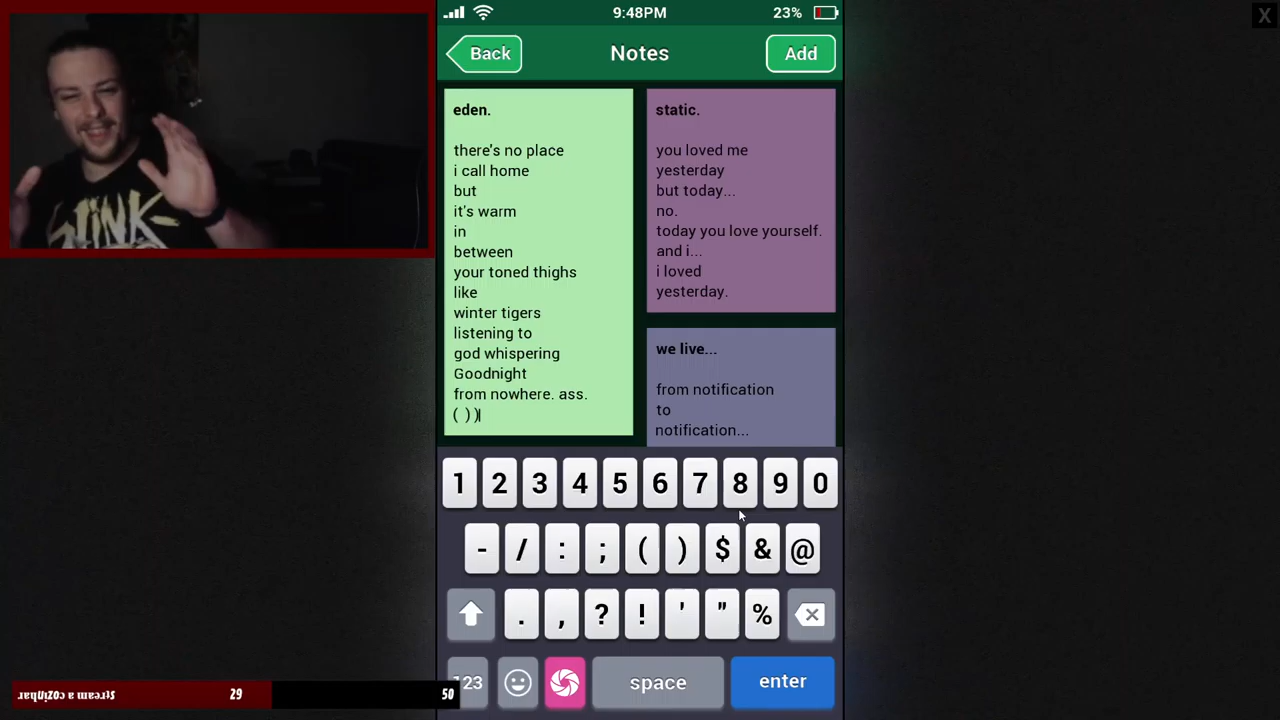 9:48PM
23%
X
Back
Notes
Add
eden.
there's no place
i call home
but
it's warm
in
between
your toned thighs
like
winter tigers
listening to
god whispering
Goodnight
from nowhere. ass.
( ) )
static.
you loved me
yesterday
but today...
no.
today you love yourself.
and i...
i loved
yesterday.
we live...
from notification
to
notification...
1 2 3 4 5 6 7 8 9 0
- / : ; ( ) $ & @
. , ? ! ' " %
123
space
enter
stream a cozinhar
29
50